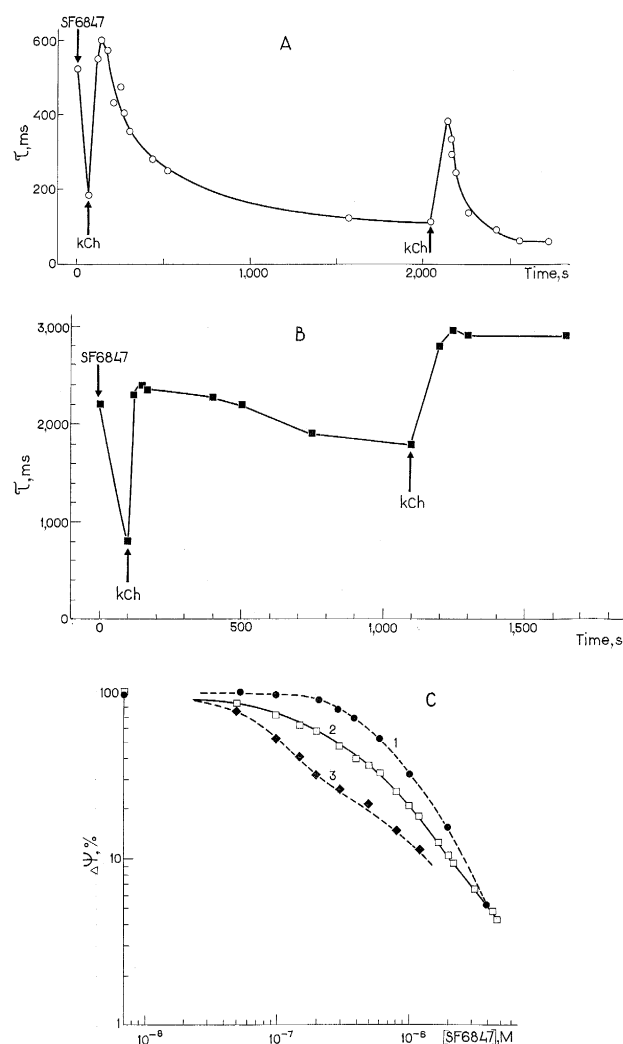 SF6847
A
600
400
200
0
τ,ms
kCh
kCh
0
1,000
2,000
Time,s
B
3,000
SF6847
2,000
1,000
0
τ,ms
kCh
kCh
0
500
1,000
1,500
Time,s
C
100
10
1
ΔΨ,%
1
2
3
10⁻⁸
10⁻⁷
10⁻⁶
[SF6847],M